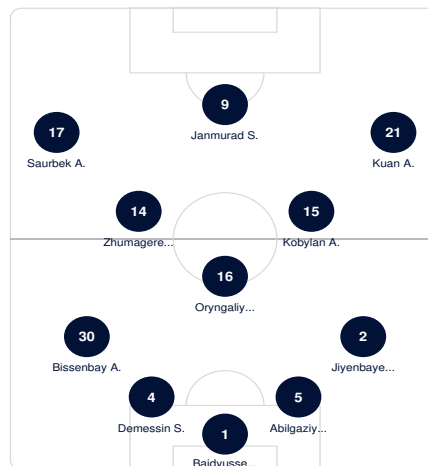 9
Janmurad S.
17
Saurbek A.
21
Kuan A.
14
Zhumagere...
15
Kobylan A.
16
Oryngaliy...
30
Bissenbay A.
2
Jiyenbaye...
4
Demessin S.
5
Abilgaziy...
1
Baidyusse...